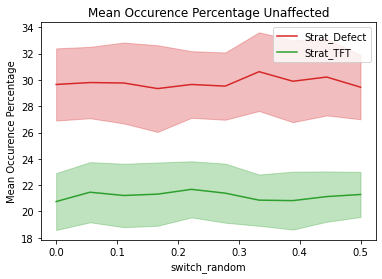 Mean Occurence Percentage Unaffected
Mean Occurence Percentage
34
32
30
28
26
24
22
20
18
Strat_Defect
Strat_TFT
0.0 0.1 0.2 0.3 0.4 0.5
switch_random